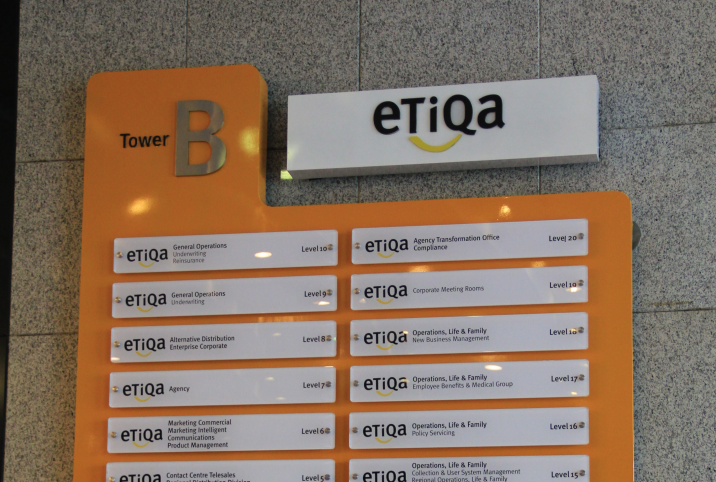 Tower B
eTiQa
eTiQa
General Operations
Underwriting
Reinsurance
Level 10
eTiQa
General Operations
Underwriting
Level 9
eTiQa
Alternative Distribution
Enterprise Corporate
Level 8
eTiQa
Agency
Level 7
eTiQa
Marketing Commercial
Marketing Intelligent
Communications
Product Management
Level 6
eTiQa
Contact Centre Telesales
Level 5
eTiQa
Agency Transformation Office
Compliance
Level 20
eTiQa
Corporate Meeting Rooms
Level 19
eTiQa
Operations, Life & Family
New Business Management
Level 18
eTiQa
Operations, Life & Family
Employee Benefits & Medical Group
Level 17
eTiQa
Operations, Life & Family
Policy Servicing
Level 16
eTiQa
Operations, Life & Family
Collection & User System Management
Regional Operations, Life & Family
Level 15